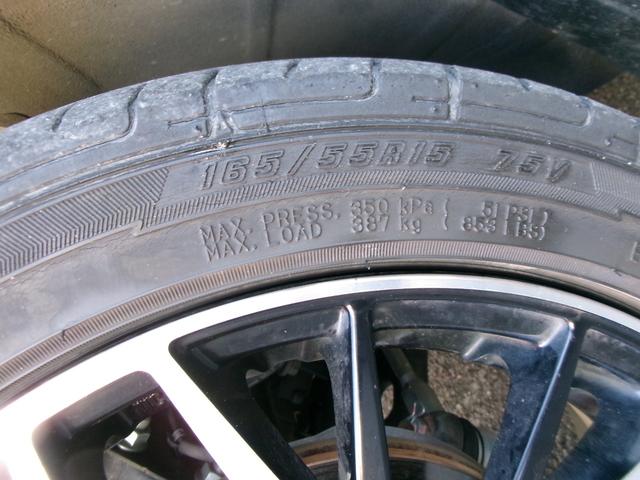 165/55R15 75V
MAX. PRESS. 350 kPa ( 51 PSI )
MAX. LOAD 387 kg ( 853 LBS)